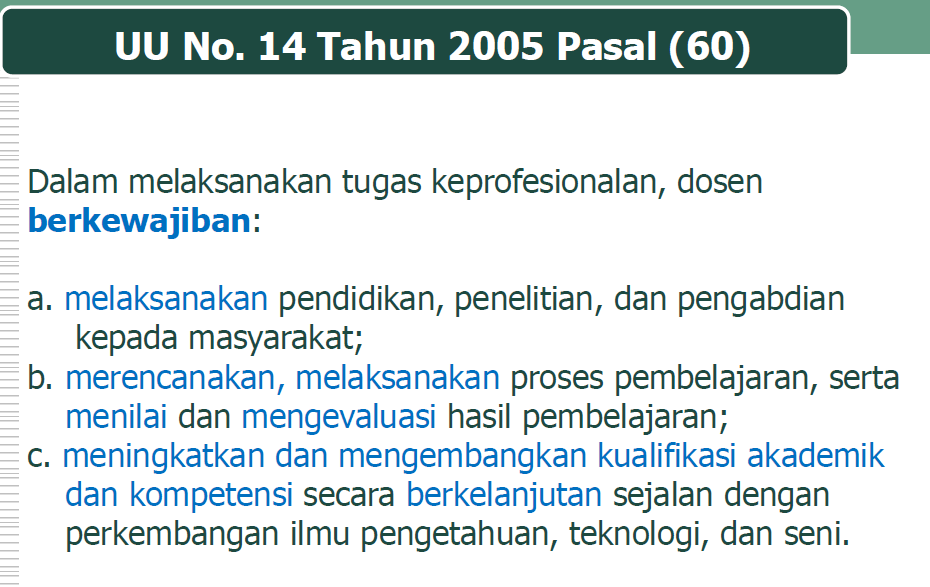 UU No. 14 Tahun 2005 Pasal (60)
Dalam melaksanakan tugas keprofesionalan, dosen
berkewajiban:
a. melaksanakan pendidikan, penelitian, dan pengabdian
kepada masyarakat;
b. merencanakan, melaksanakan proses pembelajaran, serta
menilai dan mengevaluasi hasil pembelajaran;
c. meningkatkan dan mengembangkan kualifikasi akademik
dan kompetensi secara berkelanjutan sejalan dengan
perkembangan ilmu pengetahuan, teknologi, dan seni.